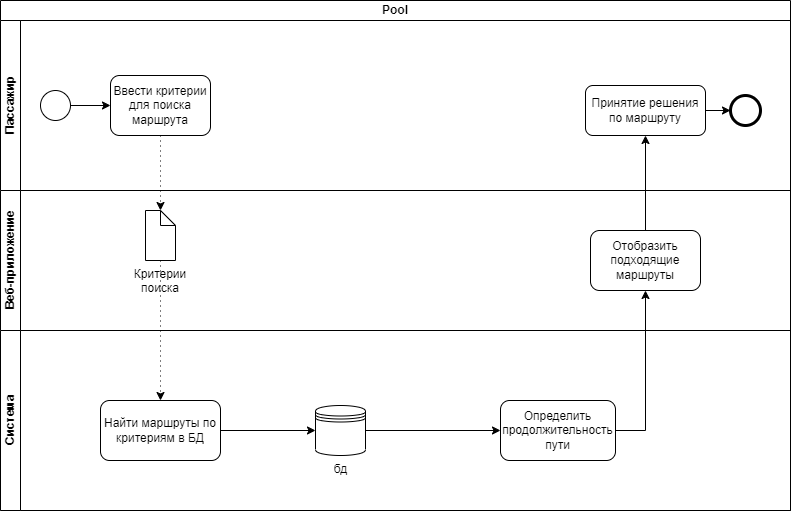 Pool
Пассажир
Ввести критерии
для поиска
маршрута
Принятие решения
по маршруту
Веб-приложение
Критерии
поиска
Отобразить
подходящие
маршруты
Система
Найти маршруты по
критериям в БД
бд
Определить
продолжительность
пути